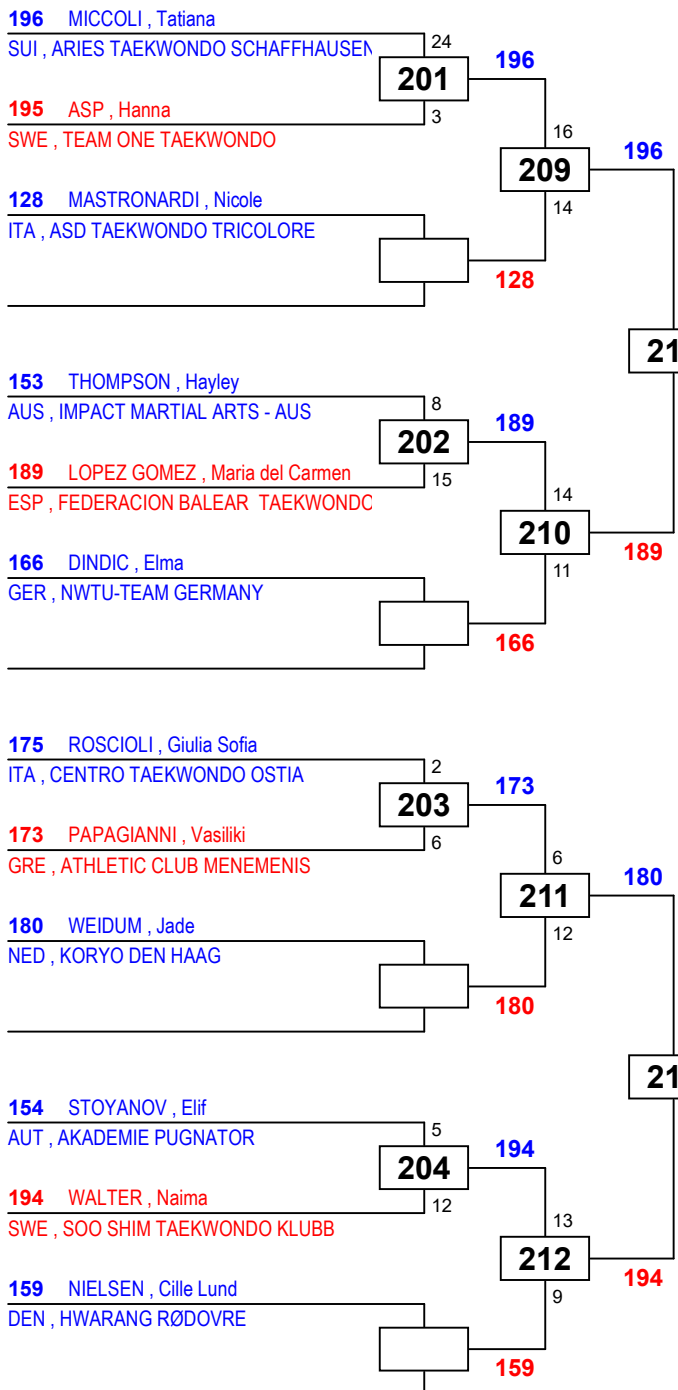 196 MICCOLI , Tatiana
24
SUI , ARIES TAEKWONDO SCHAFFHAUSEN
196
201
195 ASP , Hanna
3
SWE , TEAM ONE TAEKWONDO
16
196
209
128 MASTRONARDI , Nicole
14
ITA , ASD TAEKWONDO TRICOLORE
128
21
153 THOMPSON , Hayley
8
AUS , IMPACT MARTIAL ARTS - AUS
189
202
189 LOPEZ GOMEZ , Maria del Carmen
15
ESP , FEDERACION BALEAR TAEKWONDO
14
210
189
166 DINDIC , Elma
11
GER , NWTU-TEAM GERMANY
166
175 ROSCIOLI , Giulia Sofia
2
ITA , CENTRO TAEKWONDO OSTIA
173
203
173 PAPAGIANNI , Vasiliki
6
GRE , ATHLETIC CLUB MENEMENIS
6
180
211
180 WEIDUM , Jade
12
NED , KORYO DEN HAAG
180
21
154 STOYANOV , Elif
5
AUT , AKADEMIE PUGNATOR
194
204
194 WALTER , Naima
12
SWE , SOO SHIM TAEKWONDO KLUBB
13
212
194
159 NIELSEN , Cille Lund
9
DEN , HWARANG RØDOVRE
159